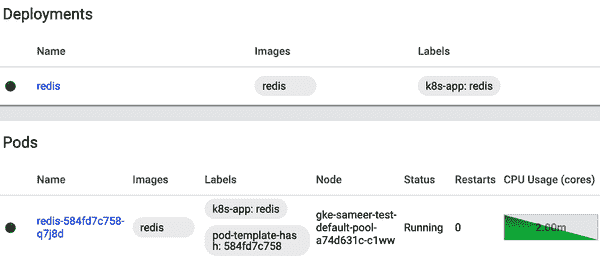 Deployments
Name Images Labels
redis redis k8s-app: redis
Pods
Name Images Labels Node Status Restarts CPU Usage (cores)
k8s-app: redis
redis-584fd7c758-
q7j8d
redis
pod-template-has
h: 584fd7c758
gke-sameer-test-
default-pool-
a74d631c-c1ww
Running 0 2.00m